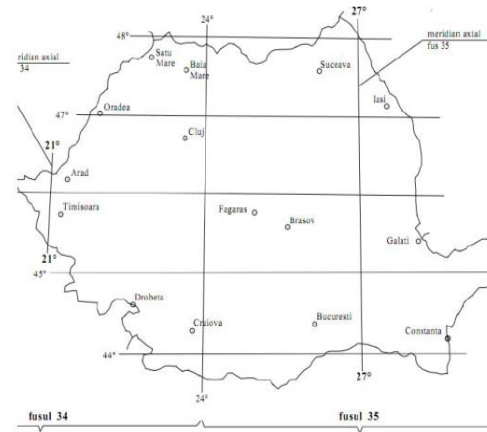 27°
24°
meridian axial
fus 35
48°
ridian axial
34
Satu
Mare
Baia
Mare
Suceava
Oradea
Iasi
47°
Cluj
21°
Arad
Timisoara
Fagaras
Brasov
Galati
21°
45°
Drobeta
Craiova
Bucuresti
Constanta
44°
27°
24°
fusul 34
fusul 35